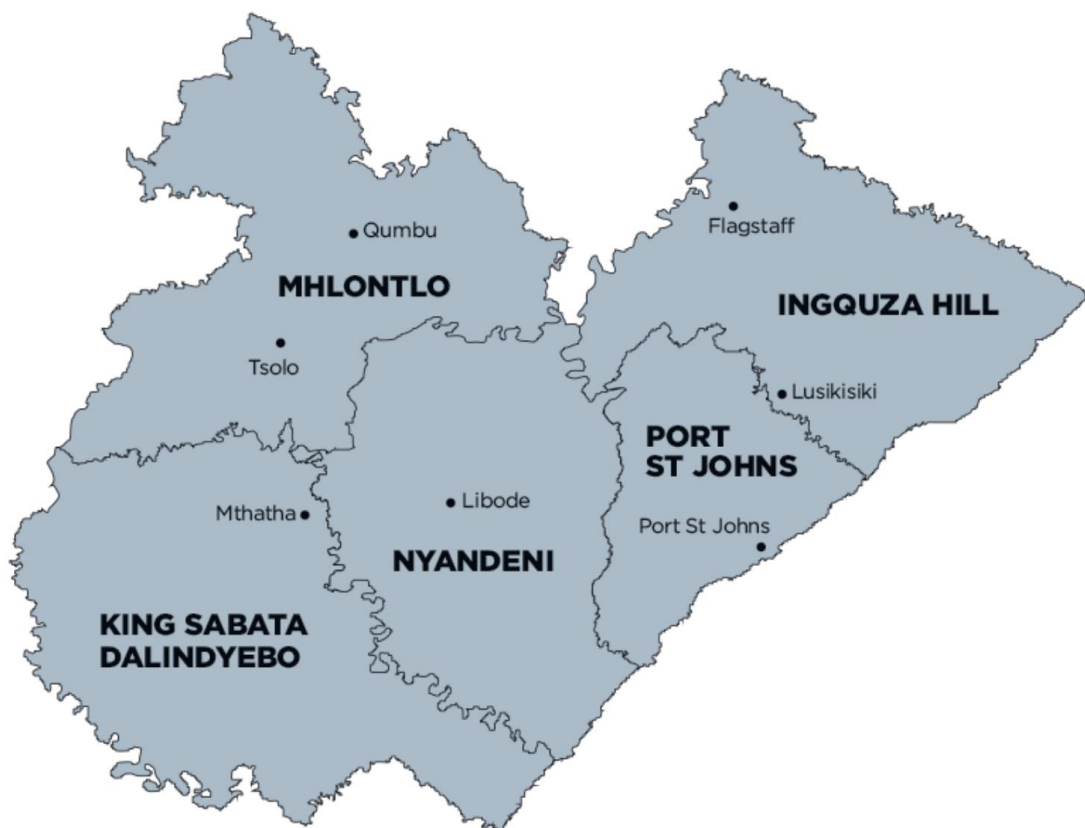 Flagstaff
Qumbu
MHLONTLO
INGQUZA HILL
Tsolo
Lusikisiki
PORT
ST JOHNS
Libode
Mthatha
Port St Johns
NYANDENI
KING SABATA
DALINDYEBO